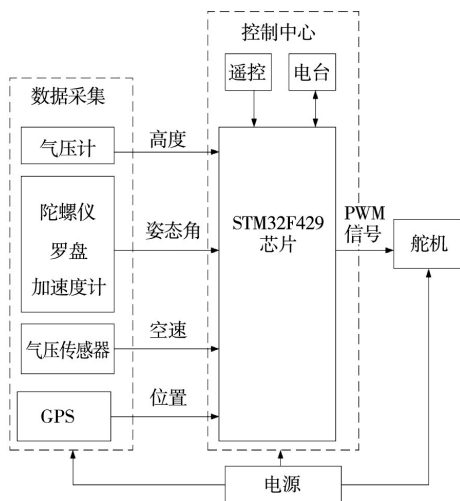 控制中心
遥控
电台
数据采集
气压计
高度
陀螺仪
罗盘
加速度计
姿态角
STM32F429
芯片
PWM
信号
舵机
气压传感器
空速
GPS
位置
电源